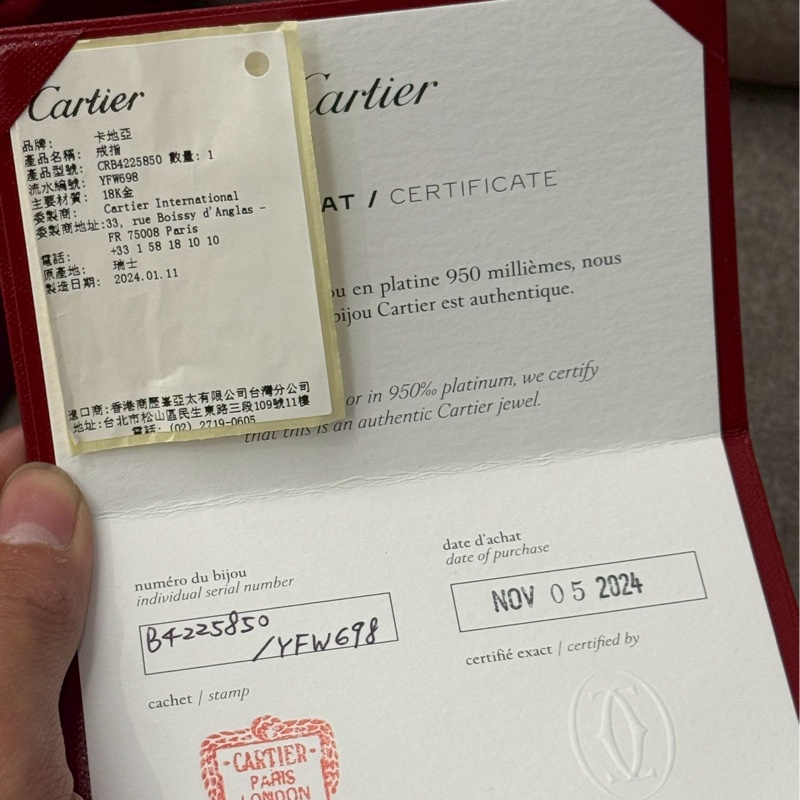 Cartier
品牌: 卡地亞
產品名稱: 戒指
產品型號: CRB4225850 數量: 1
流水編號: YFW698
主要材質: 18K金
委製商: Cartier International
委製商地址:33, rue Boissy d'Anglas -
FR 75008 Paris
電話: +33 1 58 18 10 10
原產地: 瑞士
製造日期: 2024.01.11
進口商:香港商歷峯亞太有限公司台灣分公司
地址:台北市松山區民生東路三段109號11樓
電話: (02) 2719-0605
Cartier
AT / CERTIFICATE
ou en platine 950 millièmes, nous
bijou Cartier est authentique.
or in 950‰ platinum, we certify
that this is an authentic Cartier jewel.
numéro du bijou
individual serial number
B4225850
/YFW698
date d'achat
date of purchase
NOV 05 2024
cachet / stamp
certifié exact / certified by
CARTIER
PARIS
LONDON